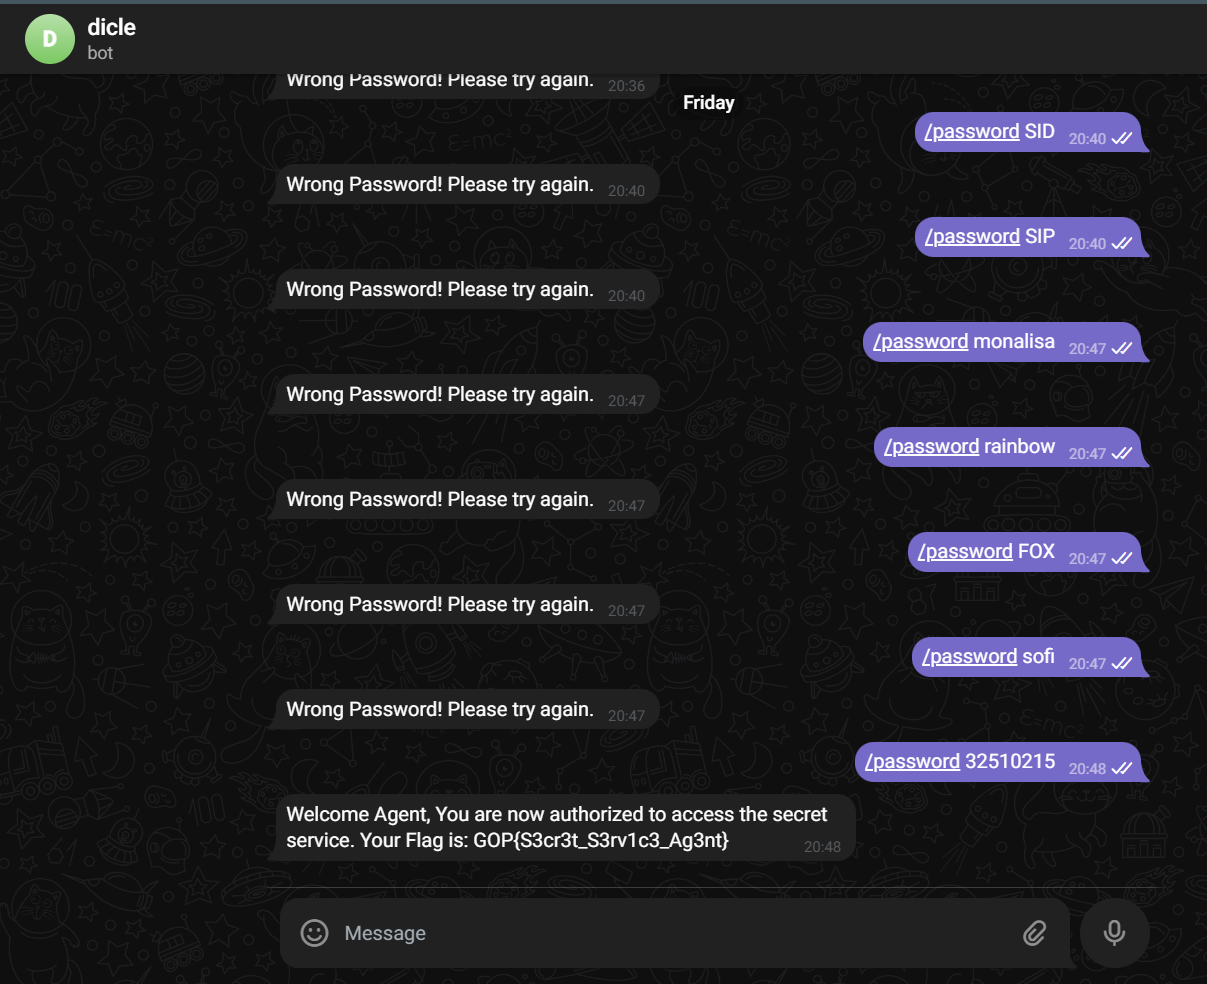 D
dicle
bot
Wrong Password! Please try again. 20:36
Friday
/password SID 20:40
Wrong Password! Please try again. 20:40
/password SIP 20:40
Wrong Password! Please try again. 20:40
/password monalisa 20:47
Wrong Password! Please try again. 20:47
/password rainbow 20:47
Wrong Password! Please try again. 20:47
/password FOX 20:47
Wrong Password! Please try again. 20:47
/password sofi 20:47
Wrong Password! Please try again. 20:47
/password 32510215 20:48
Welcome Agent, You are now authorized to access the secret
service. Your Flag is: GOP{S3cr3t_S3rv1c3_Ag3nt} 20:48
Message